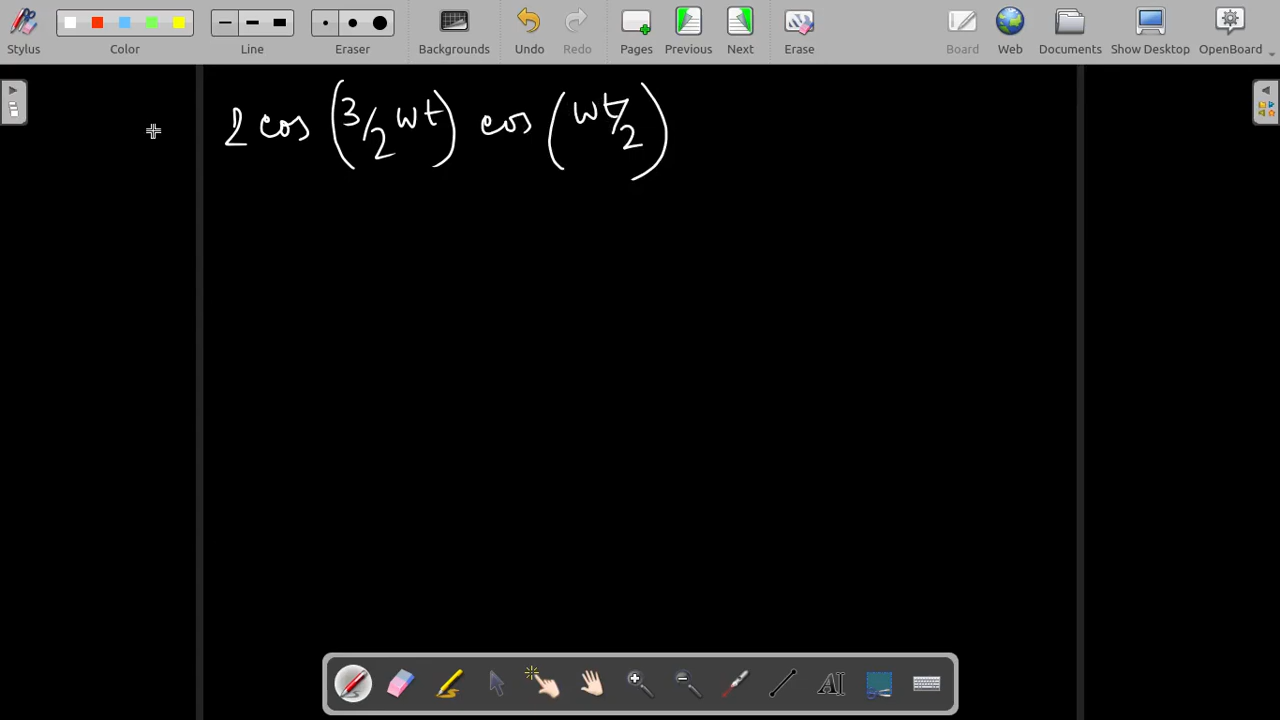 Stylus Color Line Eraser Backgrounds Undo Redo Pages Previous Next Erase Board Web Documents Show Desktop OpenBoard
2 cos (3/2 wt) cos (wt/2)
AI